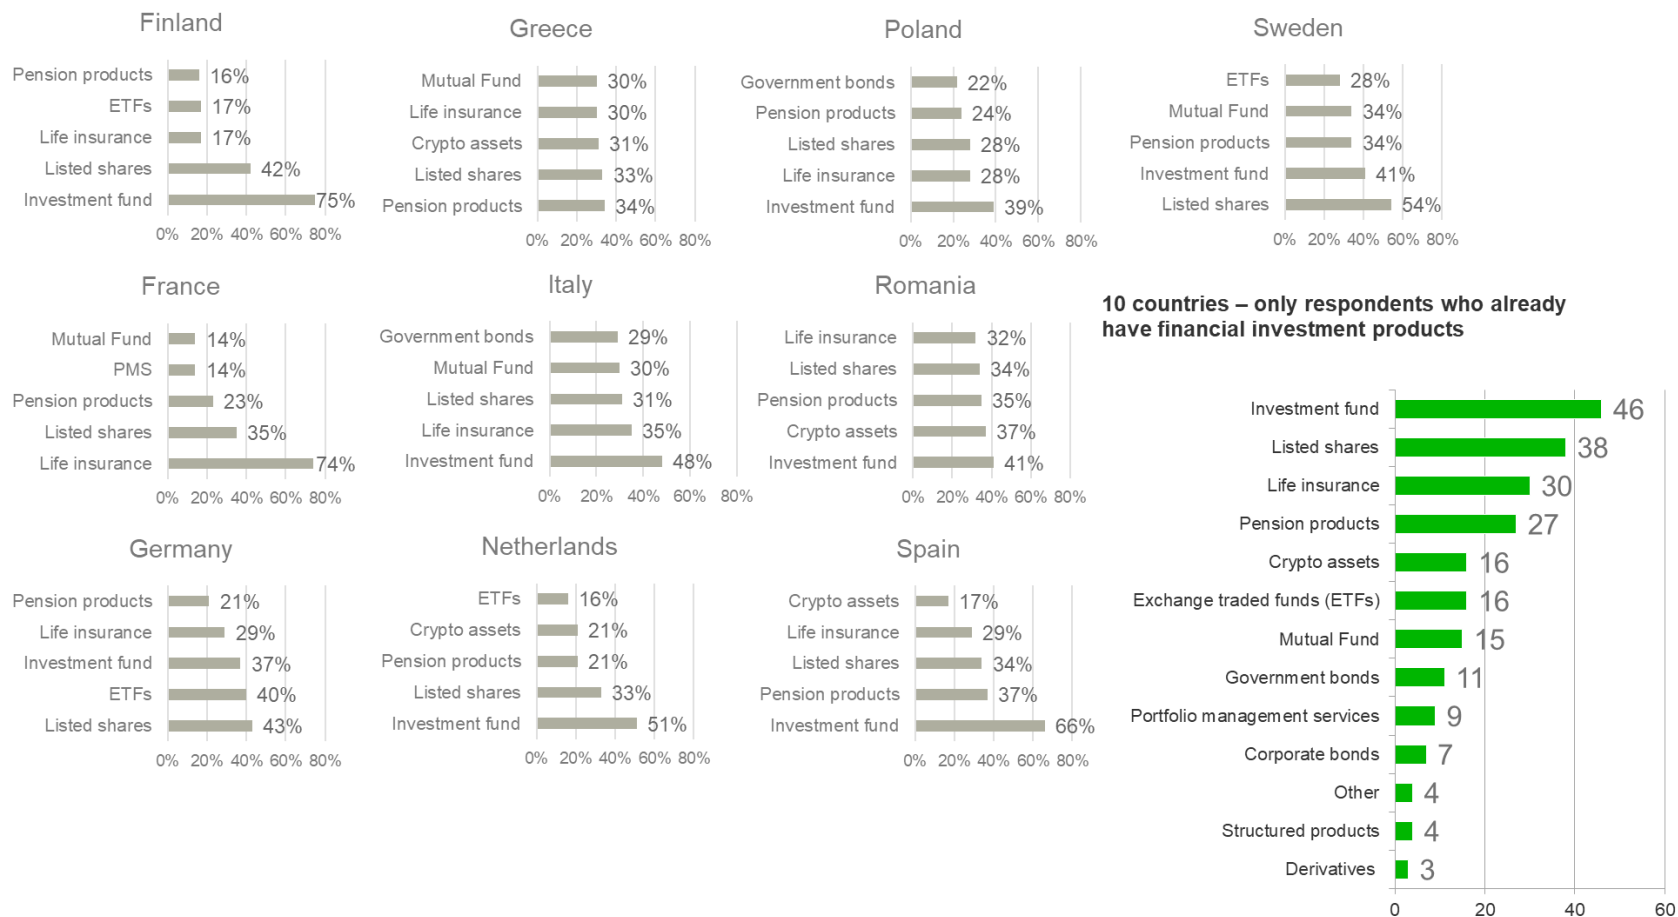 Finland
Pension products 16%
ETFs 17%
Life insurance 17%
Listed shares 42%
Investment fund 75%
0% 20% 40% 60% 80%
Greece
Mutual Fund 30%
Life insurance 30%
Crypto assets 31%
Listed shares 33%
Pension products 34%
0% 20% 40% 60% 80%
Poland
Government bonds 22%
Pension products 24%
Listed shares 28%
Life insurance 28%
Investment fund 39%
0% 20% 40% 60% 80%
Sweden
ETFs 28%
Mutual Fund 34%
Pension products 34%
Investment fund 41%
Listed shares 54%
0% 20% 40% 60% 80%
France
Mutual Fund 14%
PMS 14%
Pension products 23%
Listed shares 35%
Life insurance 74%
0% 20% 40% 60% 80%
Italy
Government bonds 29%
Mutual Fund 30%
Listed shares 31%
Life insurance 35%
Investment fund 48%
0% 20% 40% 60% 80%
Romania
Life insurance 32%
Listed shares 34%
Pension products 35%
Crypto assets 37%
Investment fund 41%
0% 20% 40% 60% 80%
Germany
Pension products 21%
Life insurance 29%
Investment fund 37%
ETFs 40%
Listed shares 43%
0% 20% 40% 60% 80%
Netherlands
ETFs 16%
Crypto assets 21%
Pension products 21%
Listed shares 33%
Investment fund 51%
0% 20% 40% 60% 80%
Spain
Crypto assets 17%
Life insurance 29%
Listed shares 34%
Pension products 37%
Investment fund 66%
0% 20% 40% 60% 80%
10 countries – only respondents who already
have financial investment products
Investment fund 46
Listed shares 38
Life insurance 30
Pension products 27
Crypto assets 16
Exchange traded funds (ETFs) 16
Mutual Fund 15
Government bonds 11
Portfolio management services 9
Corporate bonds 7
Other 4
Structured products 4
Derivatives 3
0 20 40 60